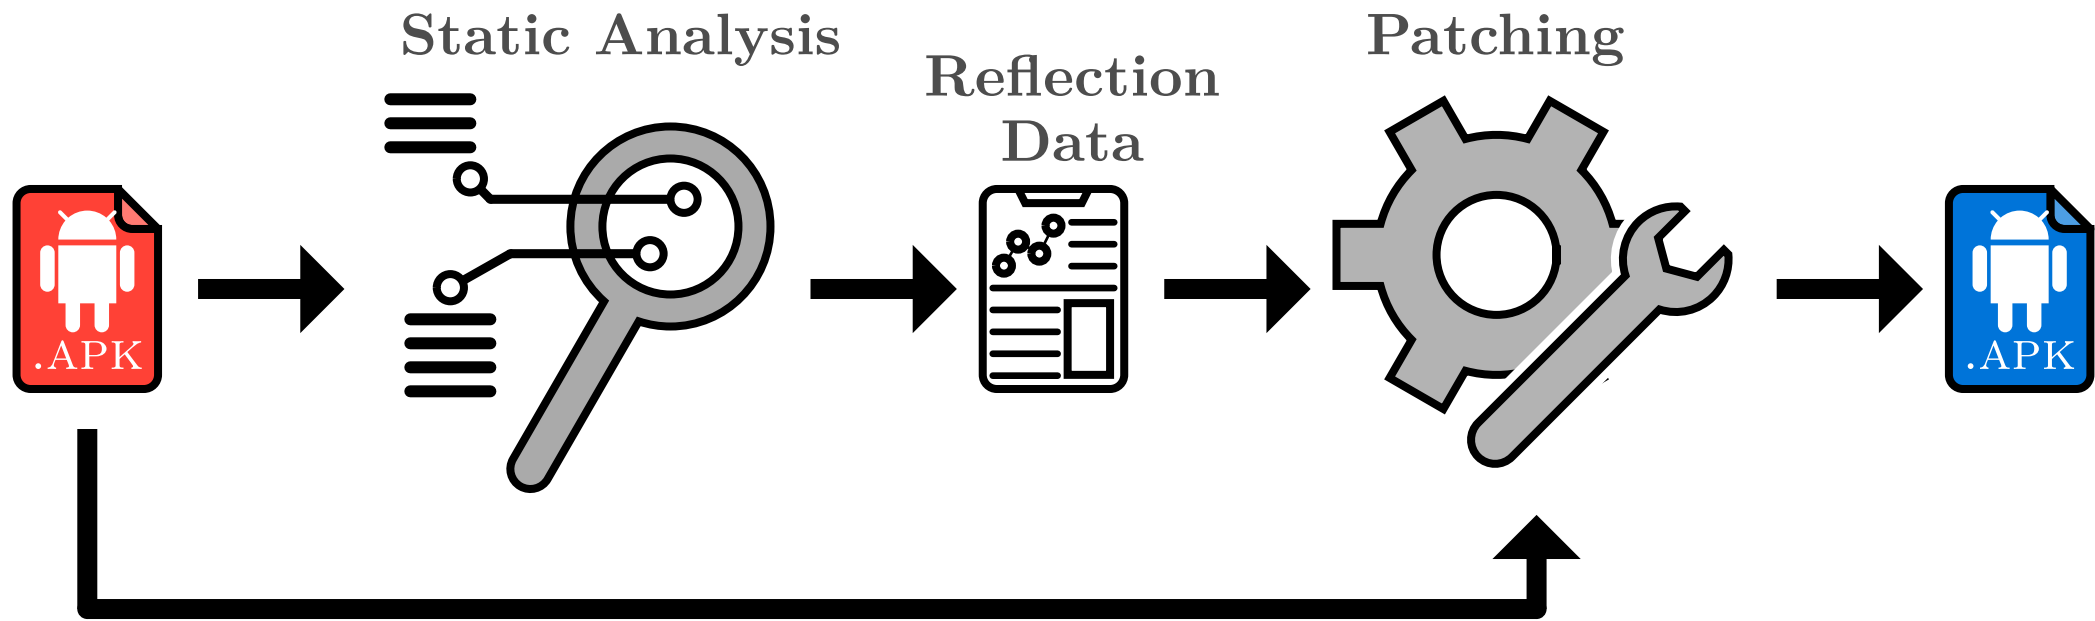 Static Analysis
Reflection
Data
Patching
.APK
.APK